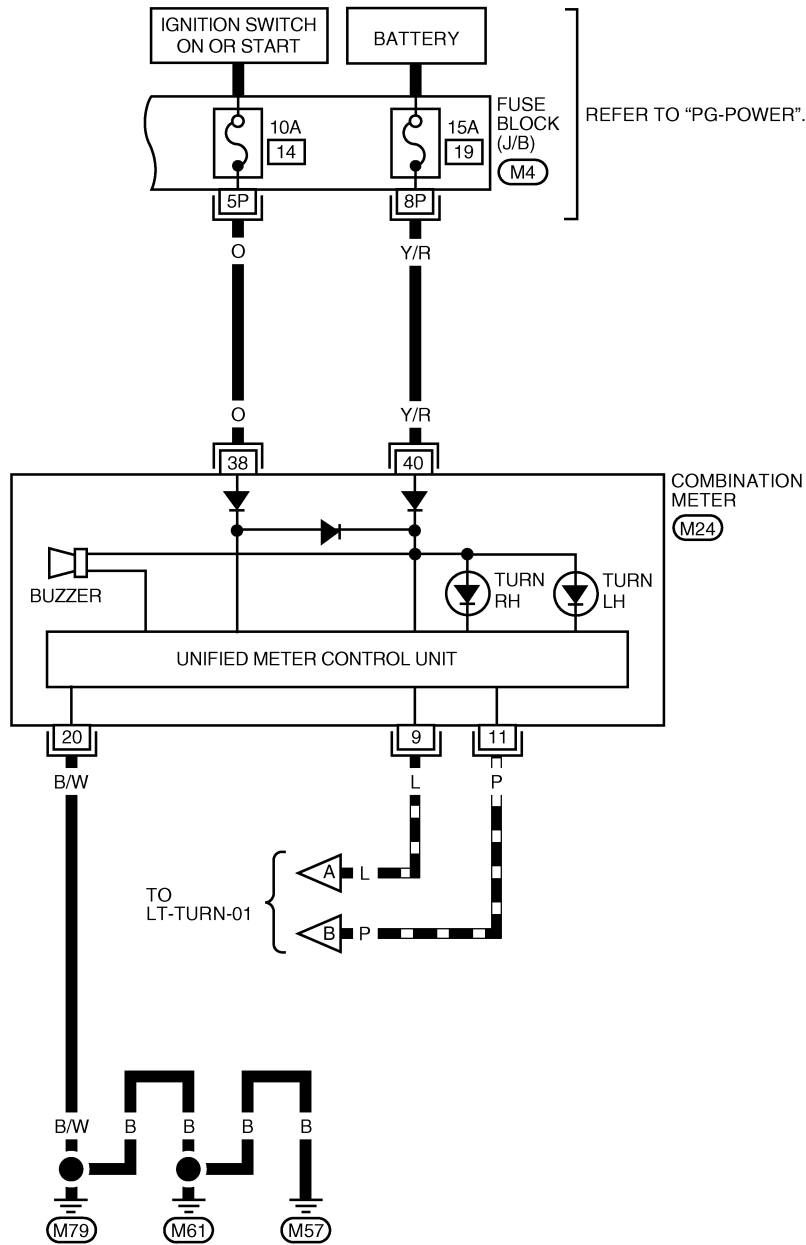 IGNITION SWITCH
ON OR START
BATTERY
FUSE
BLOCK
(J/B)
M4
REFER TO “PG-POWER”.
10A
14
15A
19
5P
8P
O
Y/R
O
Y/R
38
40
COMBINATION
METER
M24
BUZZER
TURN
RH
TURN
LH
UNIFIED METER CONTROL UNIT
20
9
11
B/W
L
P
A
L
TO
LT-TURN-01
B
P
B/W
B
B
B
B
M79
M61
M57